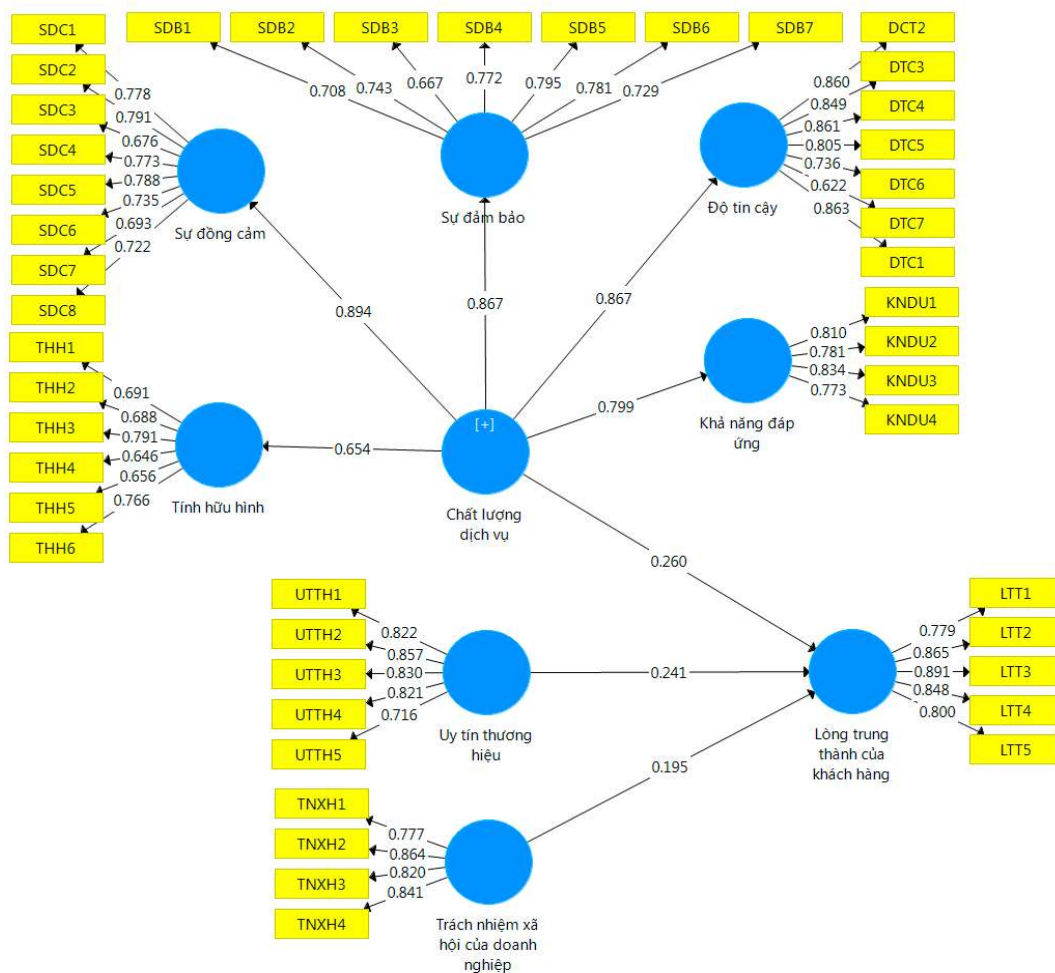 SDC1
SDC2
SDC3
SDC4
SDC5
SDC6
SDC7
SDC8
0.778
0.791
0.676
0.773
0.788
0.735
0.693
0.722
Sự đồng cảm
SDB1
SDB2
SDB3
SDB4
SDB5
SDB6
SDB7
0.708
0.743
0.667
0.772
0.795
0.781
0.729
Sự đảm bảo
DCT2
DTC3
DTC4
DTC5
DTC6
DTC7
DTC1
0.860
0.849
0.861
0.805
0.736
0.622
0.863
Độ tin cậy
0.894
0.867
0.867
KNDU1
KNDU2
KNDU3
KNDU4
0.810
0.781
0.834
0.773
Khả năng đáp
ứng
0.799
THH1
THH2
THH3
THH4
THH5
THH6
0.691
0.688
0.791
0.646
0.656
0.766
Tính hữu hình
0.654
[+]
Chất lượng
dịch vụ
0.260
UTTH1
UTTH2
UTTH3
UTTH4
UTTH5
0.822
0.857
0.830
0.821
0.716
Uy tín thương
hiệu
0.241
LTT1
LTT2
LTT3
LTT4
LTT5
0.779
0.865
0.891
0.848
0.800
Lòng trung
thành của
khách hàng
0.195
TNXH1
TNXH2
TNXH3
TNXH4
0.777
0.864
0.820
0.841
Trách nhiệm xã
hội của doanh
nghiệp